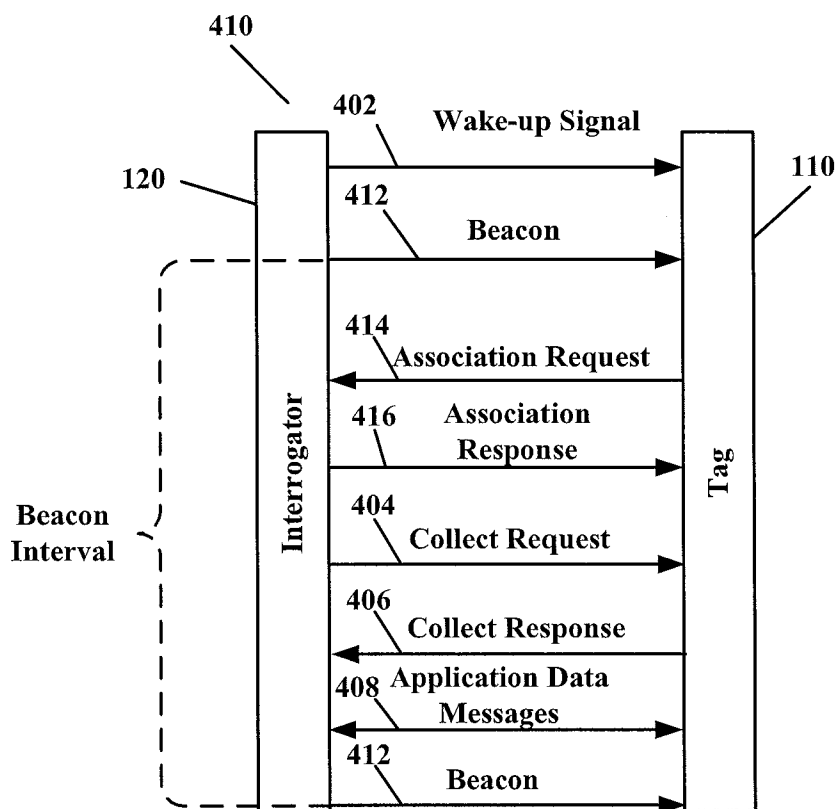 410
402
Wake-up Signal
120
110
412
Beacon
414
Association Request
416
Association
Response
Interrogator
Tag
Beacon
Interval
404
Collect Request
406
Collect Response
Application Data
408
Messages
412
Beacon